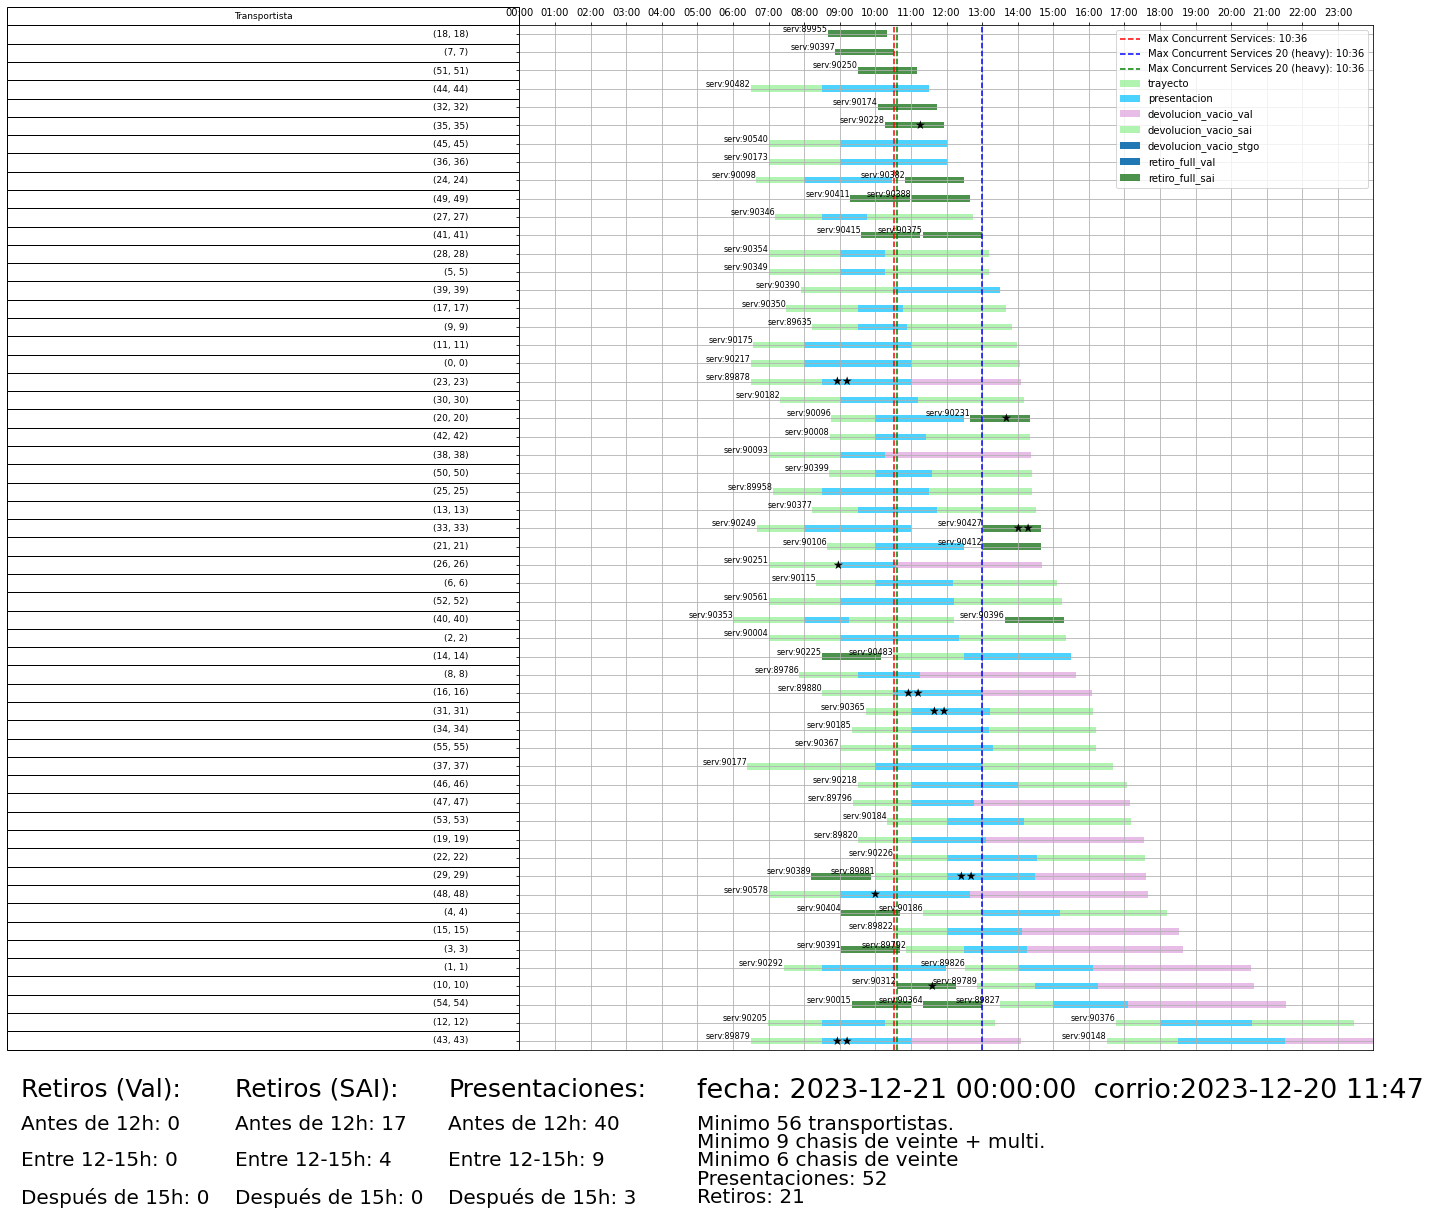 Transportista
00:00 01:00 02:00 03:00 04:00 05:00 06:00 07:00 08:00 09:00 10:00 11:00 12:00 13:00 14:00 15:00 16:00 17:00 18:00 19:00 20:00 21:00 22:00 23:00
Max Concurrent Services: 10:36
Max Concurrent Services 20 (heavy): 10:36
Max Concurrent Services 20 (heavy): 10:36
trayecto
presentacion
devolucion_vacio_val
devolucion_vacio_sai
devolucion_vacio_stgo
retiro_full_val
retiro_full_sai
(18, 18) serv:89955
(7, 7) serv:90397
(51, 51) serv:90250
(44, 44) serv:90482
(32, 32) serv:90174
(35, 35) serv:90228
(45, 45) serv:90540
(36, 36) serv:90173
(24, 24) serv:90098 serv:90382
(49, 49) serv:90411 serv:90388
(27, 27) serv:90346
(41, 41) serv:90415 serv:90375
(28, 28) serv:90354
(5, 5) serv:90349
(39, 39) serv:90390
(17, 17) serv:90350
(9, 9) serv:89635
(11, 11) serv:90175
(0, 0) serv:90217
(23, 23) serv:89878
(30, 30) serv:90182
(20, 20) serv:90096 serv:90231
(42, 42) serv:90008
(38, 38) serv:90093
(50, 50) serv:90399
(25, 25) serv:89958
(13, 13) serv:90377
(33, 33) serv:90249 serv:90427
(21, 21) serv:90106 serv:90412
(26, 26) serv:90251
(6, 6) serv:90115
(52, 52) serv:90561
(40, 40) serv:90353 serv:90396
(2, 2) serv:90004
(14, 14) serv:90225 serv:90483
(8, 8) serv:89786
(16, 16) serv:89880
(31, 31) serv:90365
(34, 34) serv:90185
(55, 55) serv:90367
(37, 37) serv:90177
(46, 46) serv:90218
(47, 47) serv:89796
(53, 53) serv:90184
(19, 19) serv:89820
(22, 22) serv:90226
(29, 29) serv:90389 serv:89881
(48, 48) serv:90578
(4, 4) serv:90404 serv:90186
(15, 15) serv:89822
(3, 3) serv:90391 serv:89792
(1, 1) serv:90292 serv:89826
(10, 10) serv:90312 serv:89789
(54, 54) serv:90015 serv:90364 serv:89827
(12, 12) serv:90205 serv:90376
(43, 43) serv:89879 serv:90148
Retiros (Val):
Antes de 12h: 0
Entre 12-15h: 0
Después de 15h: 0
Retiros (SAI):
Antes de 12h: 17
Entre 12-15h: 4
Después de 15h: 0
Presentaciones:
Antes de 12h: 40
Entre 12-15h: 9
Después de 15h: 3
fecha: 2023-12-21 00:00:00 corrio:2023-12-20 11:47
Minimo 56 transportistas.
Minimo 9 chasis de veinte + multi.
Minimo 6 chasis de veinte
Presentaciones: 52
Retiros: 21